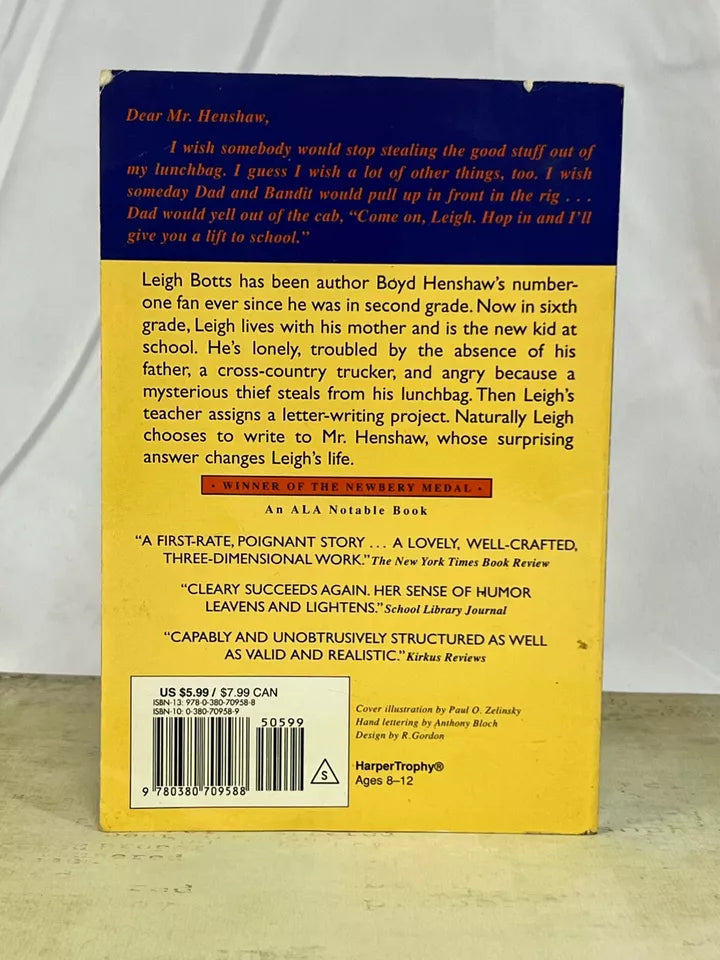 Dear Mr. Henshaw,
I wish somebody would stop stealing the good stuff out of
my lunchbag. I guess I wish a lot of other things, too. I wish
someday Dad and Bandit would pull up in front in the rig . . .
Dad would yell out of the cab, “Come on, Leigh. Hop in and I’ll
give you a lift to school.”
Leigh Botts has been author Boyd Henshaw’s number-
one fan ever since he was in second grade. Now in sixth
grade, Leigh lives with his mother and is the new kid at
school. He’s lonely, troubled by the absence of his
father, a cross-country trucker, and angry because a
mysterious thief steals from his lunchbag. Then Leigh’s
teacher assigns a letter-writing project. Naturally Leigh
chooses to write to Mr. Henshaw, whose surprising
answer changes Leigh’s life.
• WINNER OF THE NEWBERY MEDAL •
An ALA Notable Book
“A FIRST-RATE, POIGNANT STORY . . . A LOVELY, WELL-CRAFTED,
THREE-DIMENSIONAL WORK.” The New York Times Book Review
“CLEARY SUCCEEDS AGAIN. HER SENSE OF HUMOR
LEAVENS AND LIGHTENS.” School Library Journal
“CAPABLY AND UNOBTRUSIVELY STRUCTURED AS WELL
AS VALID AND REALISTIC.” Kirkus Reviews
US $5.99 / $7.99 CAN
ISBN-13: 978-0-380-70958-8
ISBN-10: 0-380-70958-9
50599
9 780380 709588
S
Cover illustration by Paul O. Zelinsky
Hand lettering by Anthony Bloch
Design by R. Gordon
HarperTrophy®
Ages 8–12